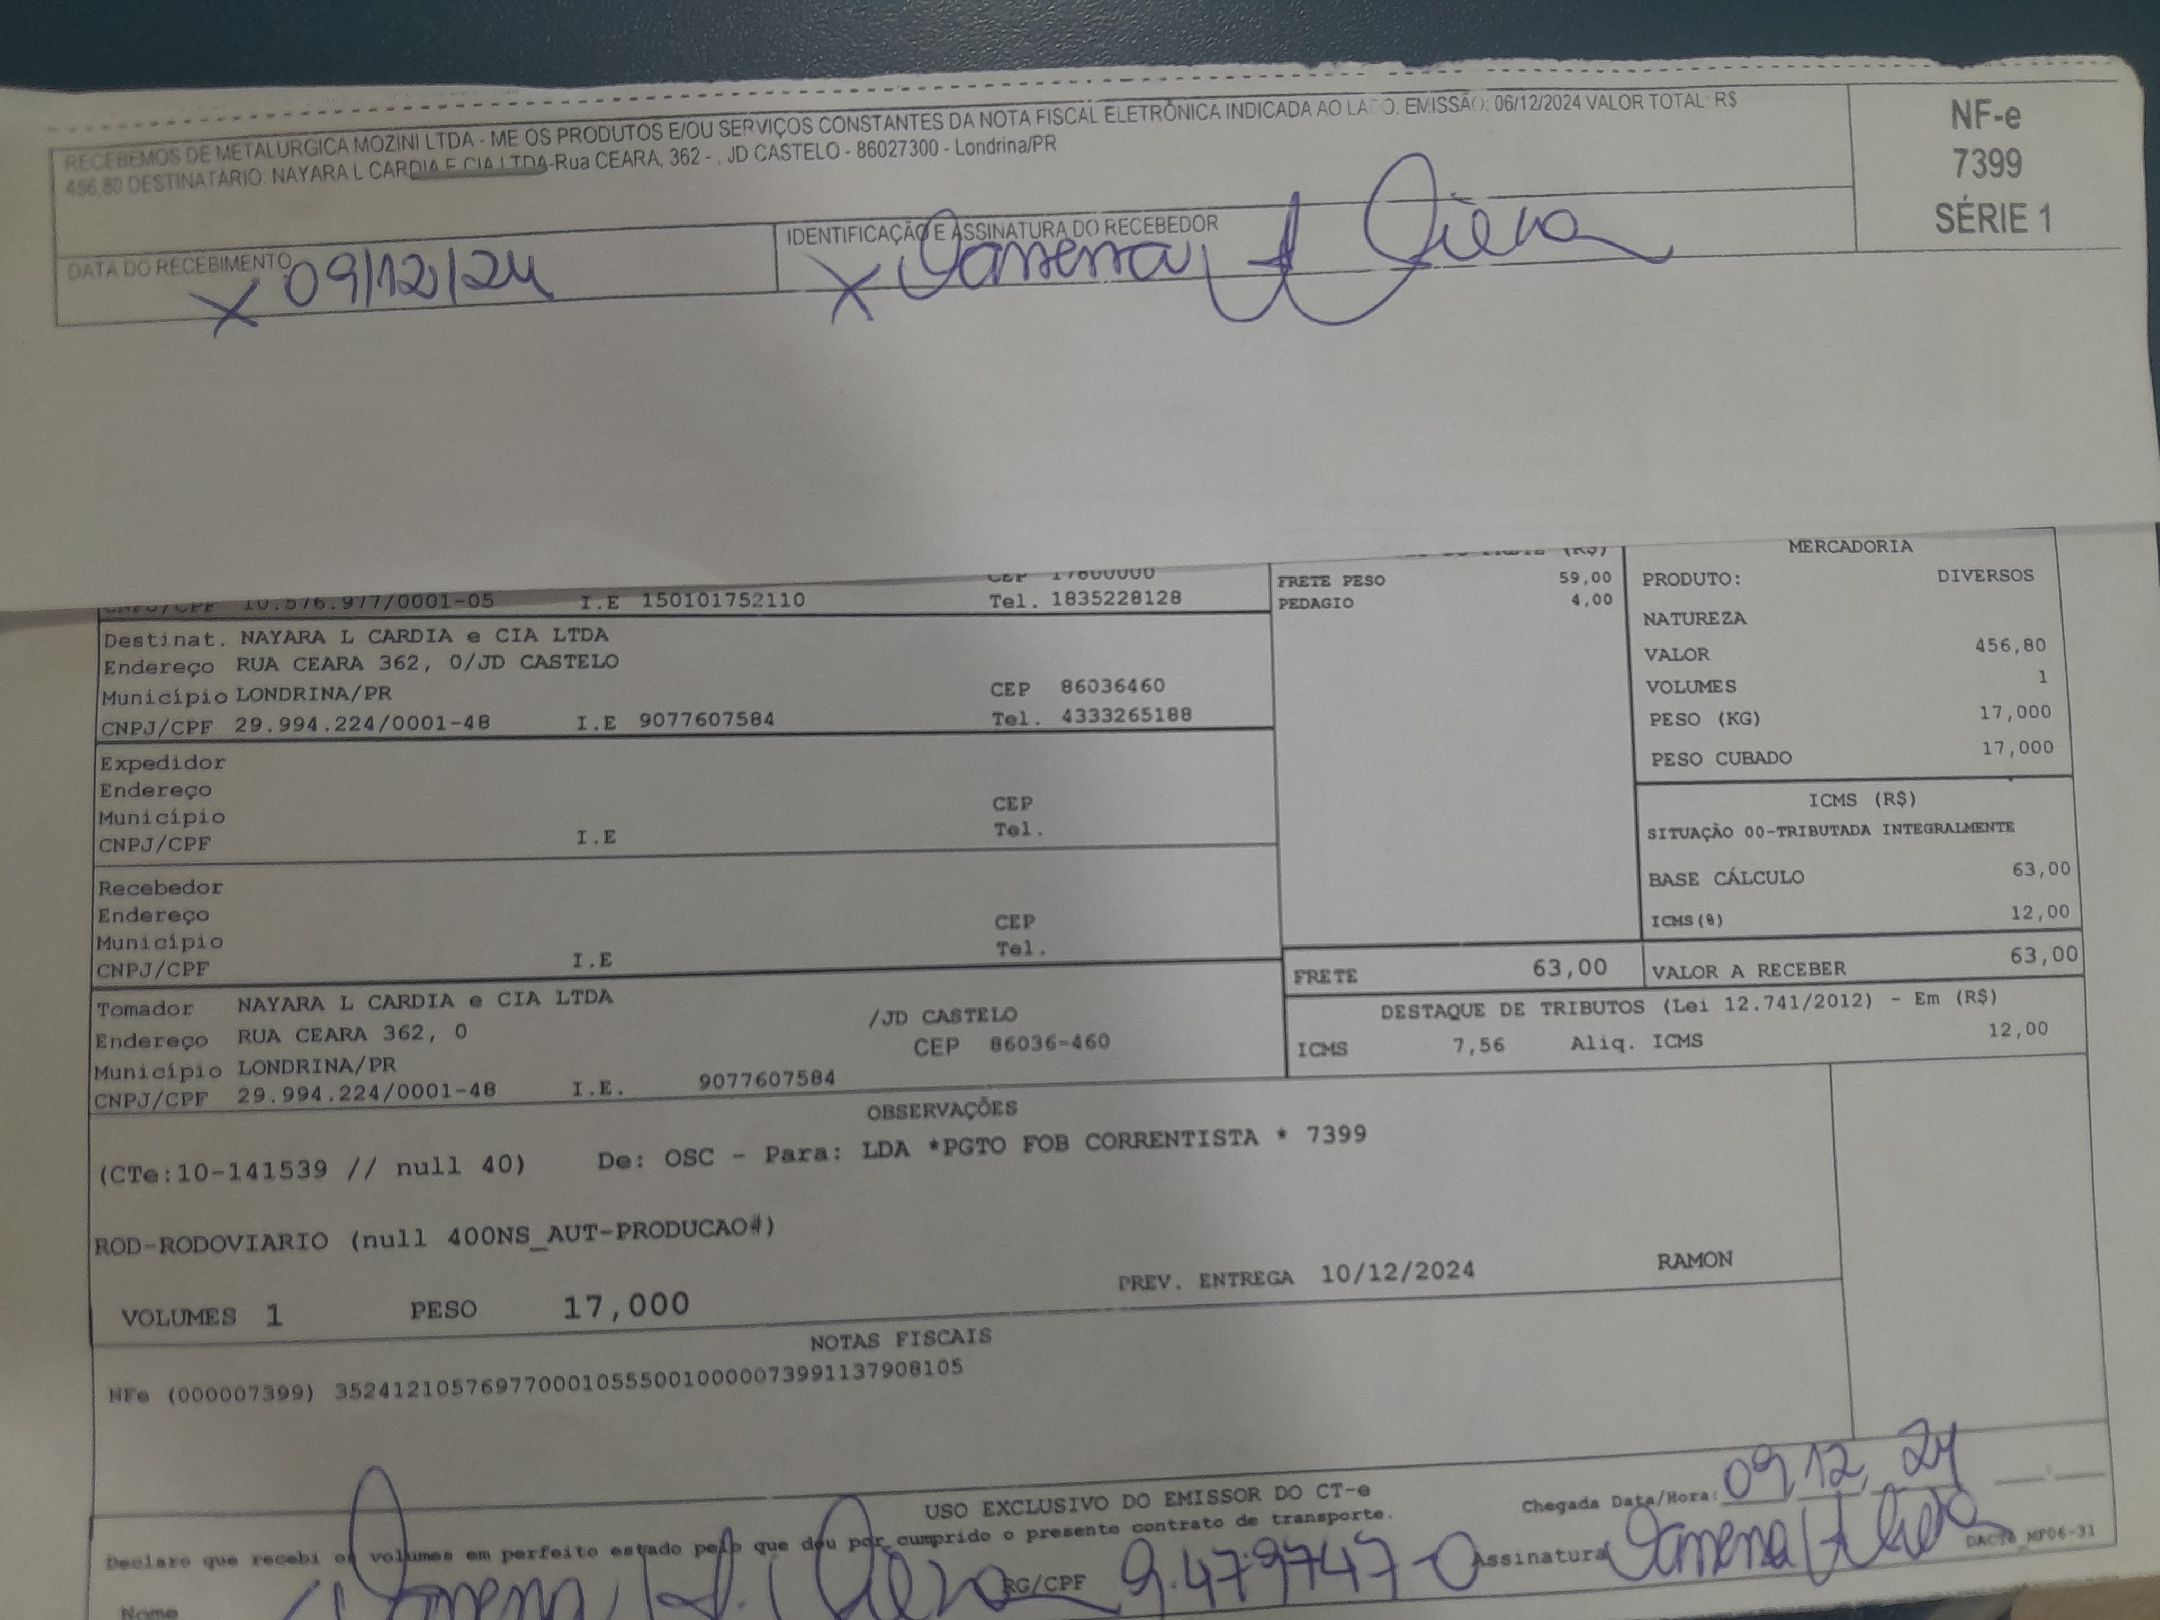 RECEBEMOS DE METALURGICA MOZINI LTDA - ME OS PRODUTOS E/OU SERVIÇOS CONSTANTES DA NOTA FISCAL ELETRÔNICA INDICADA AO LADO. EMISSÃO: 06/12/2024 VALOR TOTAL: R$
456,80 DESTINATÁRIO: NAYARA L CARDIA E CIA LTDA-Rua CEARA, 362 - , JD CASTELO - 86027300 - Londrina/PR
NF-e
7399
SÉRIE 1
DATA DO RECEBIMENTO
X 09/12/24
IDENTIFICAÇÃO E ASSINATURA DO RECEBEDOR
X
CEP 17600000
CNPJ/CPF 10.576.977/0001-05 I.E 150101752110 Tel. 1835228128
Destinat. NAYARA L CARDIA e CIA LTDA
Endereço RUA CEARA 362, 0/JD CASTELO
Município LONDRINA/PR CEP 86036460
CNPJ/CPF 29.994.224/0001-48 I.E 9077607584 Tel. 4333265188
Expedidor
Endereço
Município CEP
CNPJ/CPF I.E Tel.
Recebedor
Endereço
Município CEP
CNPJ/CPF I.E Tel.
Tomador NAYARA L CARDIA e CIA LTDA
Endereço RUA CEARA 362, 0 /JD CASTELO
Município LONDRINA/PR CEP 86036-460
CNPJ/CPF 29.994.224/0001-48 I.E. 9077607584
(R$)
FRETE PESO 59,00
PEDAGIO 4,00
FRETE 63,00
MERCADORIA
PRODUTO: DIVERSOS
NATUREZA
VALOR 456,80
VOLUMES 1
PESO (KG) 17,000
PESO CUBADO 17,000
ICMS (R$)
SITUAÇÃO 00-TRIBUTADA INTEGRALMENTE
BASE CÁLCULO 63,00
ICMS(%) 12,00
VALOR A RECEBER 63,00
DESTAQUE DE TRIBUTOS (Lei 12.741/2012) - Em (R$)
ICMS 7,56 Aliq. ICMS 12,00
OBSERVAÇÕES
(CTe:10-141539 // null 40) De: OSC - Para: LDA *PGTO FOB CORRENTISTA * 7399
ROD-RODOVIARIO (null 400NS_AUT-PRODUCAO#)
VOLUMES 1 PESO 17,000 PREV. ENTREGA 10/12/2024 RAMON
NOTAS FISCAIS
NFe (000007399) 35241210576977000105550010000073991137908105
USO EXCLUSIVO DO EMISSOR DO CT-e
Declaro que recebi os volumes em perfeito estado pelo que dou por cumprido o presente contrato de transporte.
Chegada Data/Hora: 09/12/24
Nome
RG/CPF 9.479747-0
Assinatura
DACTE_MP06-31